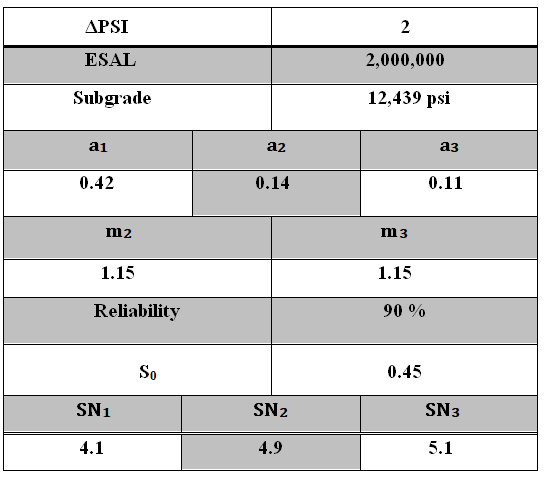 ΔPSI 2
ESAL 2,000,000
Subgrade 12,439 psi
a1 a2 a3
0.42 0.14 0.11
m2 m3
1.15 1.15
Reliability 90 %
S0 0.45
SN1 SN2 SN3
4.1 4.9 5.1